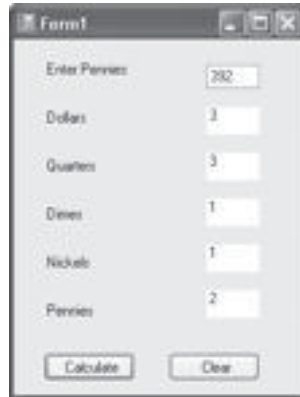 Form1
Enter Pennies 392
Dollars 3
Quarters 3
Dimes 1
Nickels 1
Pennies 2
Calculate Clear